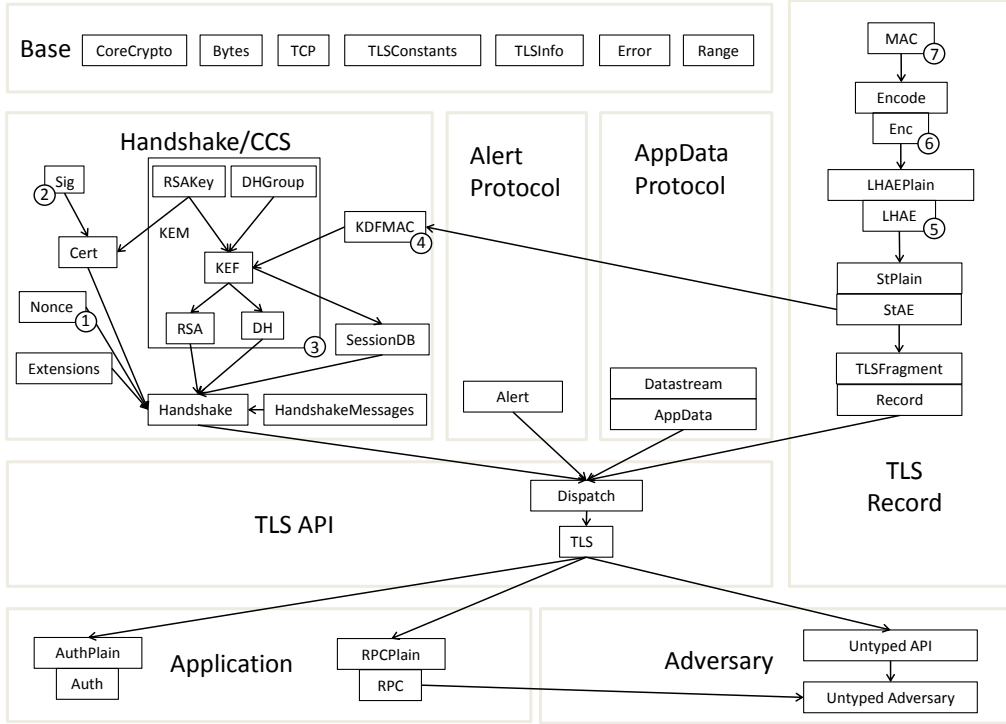 Base
CoreCrypto
Bytes
TCP
TLSConstants
TLSInfo
Error
Range
Handshake/CCS
Sig
2
RSAKey
DHGroup
KEM
Cert
KEF
KDFMAC
4
Nonce
1
RSA
DH
3
SessionDB
Extensions
Handshake
HandshakeMessages
Alert
Protocol
Alert
AppData
Protocol
Datastream
AppData
MAC
7
Encode
Enc
6
LHAEPlain
LHAE
5
StPlain
StAE
TLSFragment
Record
TLS
Record
TLS API
Dispatch
TLS
AuthPlain
Auth
Application
RPCPlain
RPC
Adversary
Untyped API
Untyped Adversary